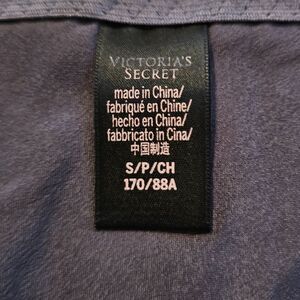 VICTORIA'S
SECRET
made in China/
fabriqué en Chine/
hecho en China/
fabbricato in Cina/
中国制造
S/P/CH
170/88A